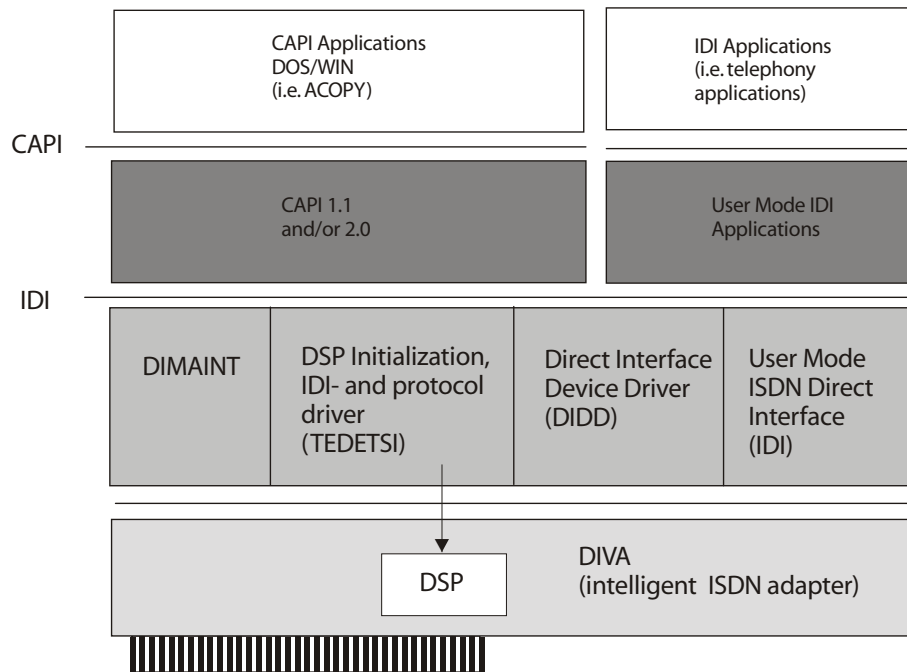 CAPI Applications
DOS/WIN
(i.e. ACOPY)
IDI Applications
(i.e. telephony
applications)
CAPI
CAPI 1.1
and/or 2.0
User Mode IDI
Applications
IDI
DIMAINT
DSP Initialization,
IDI- and protocol
driver
(TEDETSI)
Direct Interface
Device Driver
(DIDD)
User Mode
ISDN Direct
Interface
(IDI)
DSP
DIVA
(intelligent ISDN adapter)